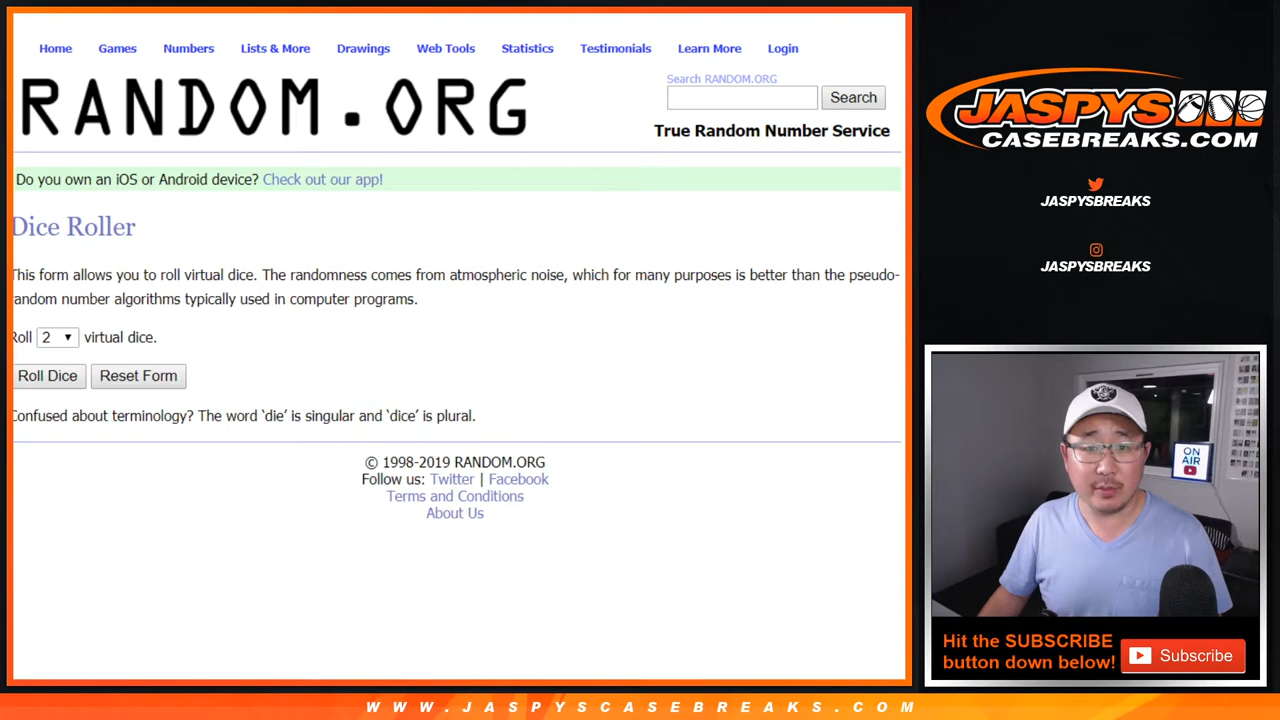 Home Games Numbers Lists & More Drawings Web Tools Statistics Testimonials Learn More Login
RANDOM.ORG
Search RANDOM.ORG
Search
True Random Number Service
Do you own an iOS or Android device? Check out our app!
Dice Roller
This form allows you to roll virtual dice. The randomness comes from atmospheric noise, which for many purposes is better than the pseudo-
random number algorithms typically used in computer programs.
Roll 2 virtual dice.
Roll Dice Reset Form
Confused about terminology? The word ‘die’ is singular and ‘dice’ is plural.
© 1998-2019 RANDOM.ORG
Follow us: Twitter | Facebook
Terms and Conditions
About Us
JASPYS
CASEBREAKS.COM
JASPYSBREAKS
JASPYSBREAKS
ON
AIR
Hit the SUBSCRIBE
button down below!
Subscribe
WWW.JASPYSCASEBREAKS.COM